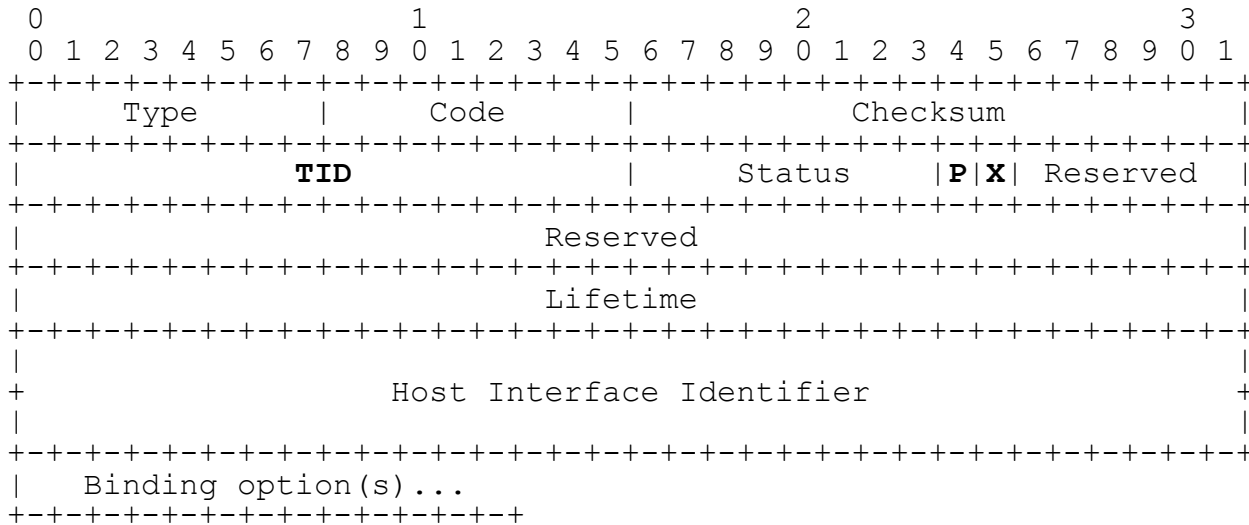 0                   1                   2                   3
 0 1 2 3 4 5 6 7 8 9 0 1 2 3 4 5 6 7 8 9 0 1 2 3 4 5 6 7 8 9 0 1
+-+-+-+-+-+-+-+-+-+-+-+-+-+-+-+-+-+-+-+-+-+-+-+-+-+-+-+-+-+-+-+-+
|     Type      |     Code      |           Checksum            |
+-+-+-+-+-+-+-+-+-+-+-+-+-+-+-+-+-+-+-+-+-+-+-+-+-+-+-+-+-+-+-+-+
|              TID              |     Status    |P|X| Reserved  |
+-+-+-+-+-+-+-+-+-+-+-+-+-+-+-+-+-+-+-+-+-+-+-+-+-+-+-+-+-+-+-+-+
|                           Reserved                            |
+-+-+-+-+-+-+-+-+-+-+-+-+-+-+-+-+-+-+-+-+-+-+-+-+-+-+-+-+-+-+-+-+
|                           Lifetime                            |
+-+-+-+-+-+-+-+-+-+-+-+-+-+-+-+-+-+-+-+-+-+-+-+-+-+-+-+-+-+-+-+-+
|                                                               |
+                   Host Interface Identifier                   +
|                                                               |
+-+-+-+-+-+-+-+-+-+-+-+-+-+-+-+-+-+-+-+-+-+-+-+-+-+-+-+-+-+-+-+-+
|   Binding option(s)...
+-+-+-+-+-+-+-+-+-+-+-+-+-+